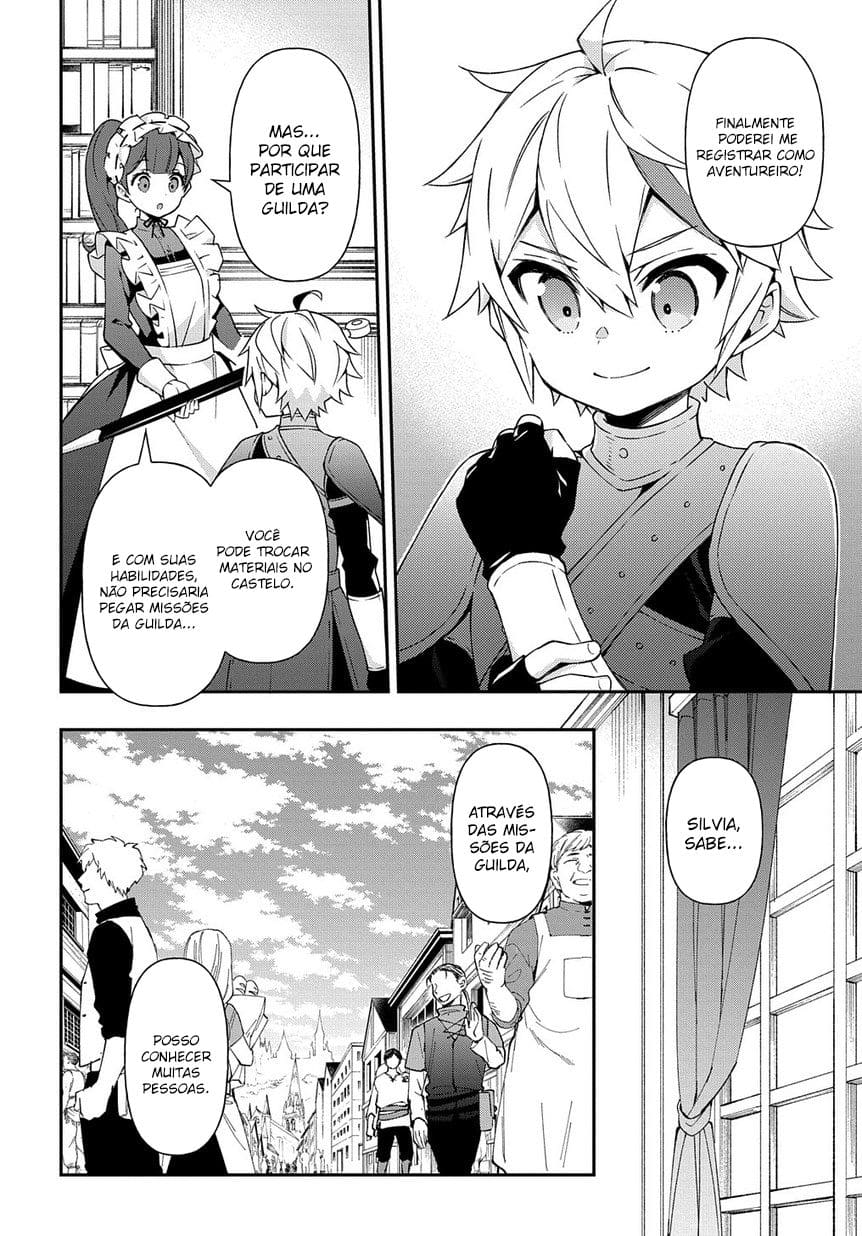 FINALMENTE
PODEREI ME
REGISTRAR COMO
AVENTUREIRO!
MAS...
POR QUE
PARTICIPAR
DE UMA
GUILDA?
VOCÊ
PODE TROCAR
MATERIAIS NO
CASTELO.
E COM SUAS
HABILIDADES,
NÃO PRECISARIA
PEGAR MISSÕES
DA GUILDA...
SILVIA,
SABE...
ATRAVÉS
DAS MIS-
SÕES DA
GUILDA,
POSSO
CONHECER
MUITAS
PESSOAS.